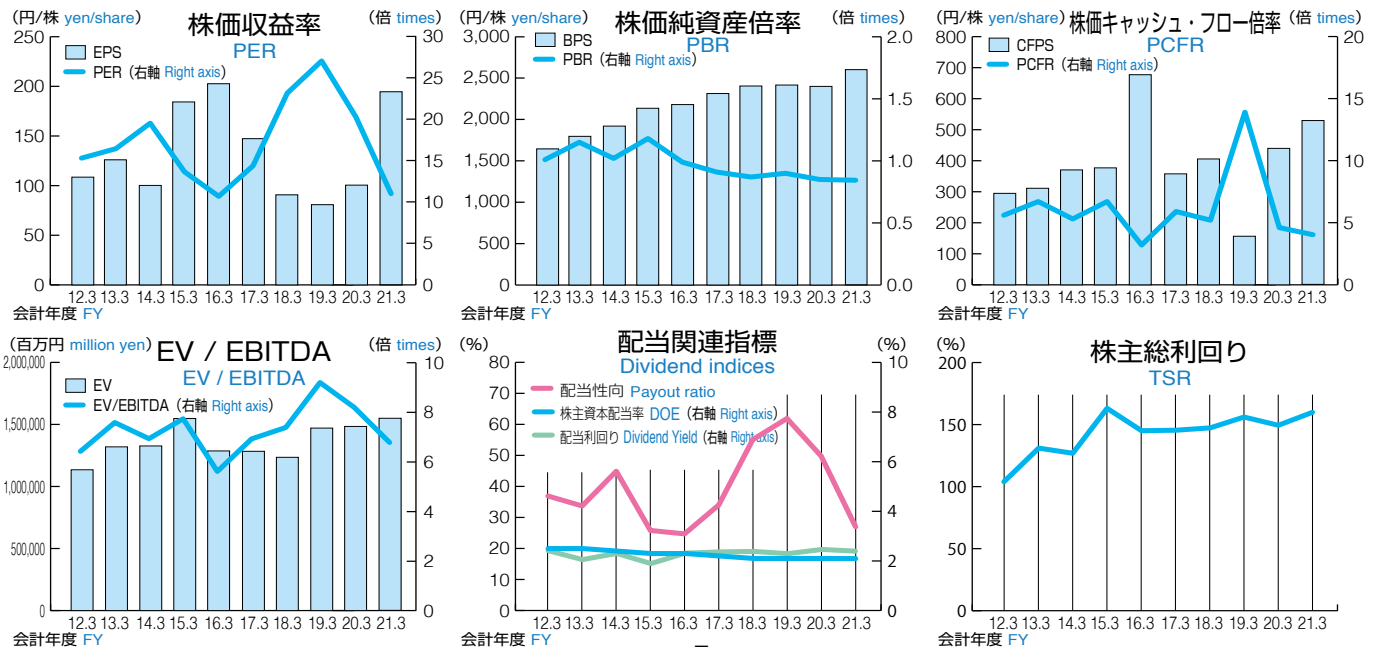 (円/株 yen/share) 株価収益率 (倍 times)
PER
EPS
PER (右軸 Right axis)
250
200
150
100
50
0
30
25
20
15
10
5
0
12.3 13.3 14.3 15.3 16.3 17.3 18.3 19.3 20.3 21.3
会計年度 FY
(円/株 yen/share) 株価純資産倍率 (倍 times)
PBR
BPS
PBR (右軸 Right axis)
3,000
2,500
2,000
1,500
1,000
500
0
2.0
1.5
1.0
0.5
0.0
12.3 13.3 14.3 15.3 16.3 17.3 18.3 19.3 20.3 21.3
会計年度 FY
(円/株 yen/share) 株価キャッシュ・フロー倍率 (倍 times)
PCFR
CFPS
PCFR (右軸 Right axis)
800
700
600
500
400
300
200
100
0
20
15
10
5
0
12.3 13.3 14.3 15.3 16.3 17.3 18.3 19.3 20.3 21.3
会計年度 FY
(百万円 million yen) EV / EBITDA (倍 times)
EV / EBITDA
EV
EV/EBITDA (右軸 Right axis)
2,000,000
1,500,000
1,000,000
500,000
0
10
8
6
4
2
0
12.3 13.3 14.3 15.3 16.3 17.3 18.3 19.3 20.3 21.3
会計年度 FY
(%) 配当関連指標 (%)
Dividend indices
配当性向 Payout ratio
株主資本配当率 DOE (右軸 Right axis)
配当利回り Dividend Yield (右軸 Right axis)
80
70
60
50
40
30
20
10
0
10
8
6
4
2
0
12.3 13.3 14.3 15.3 16.3 17.3 18.3 19.3 20.3 21.3
会計年度 FY
(%) 株主総利回り
TSR
200
150
100
50
0
12.3 13.3 14.3 15.3 16.3 17.3 18.3 19.3 20.3 21.3
会計年度 FY